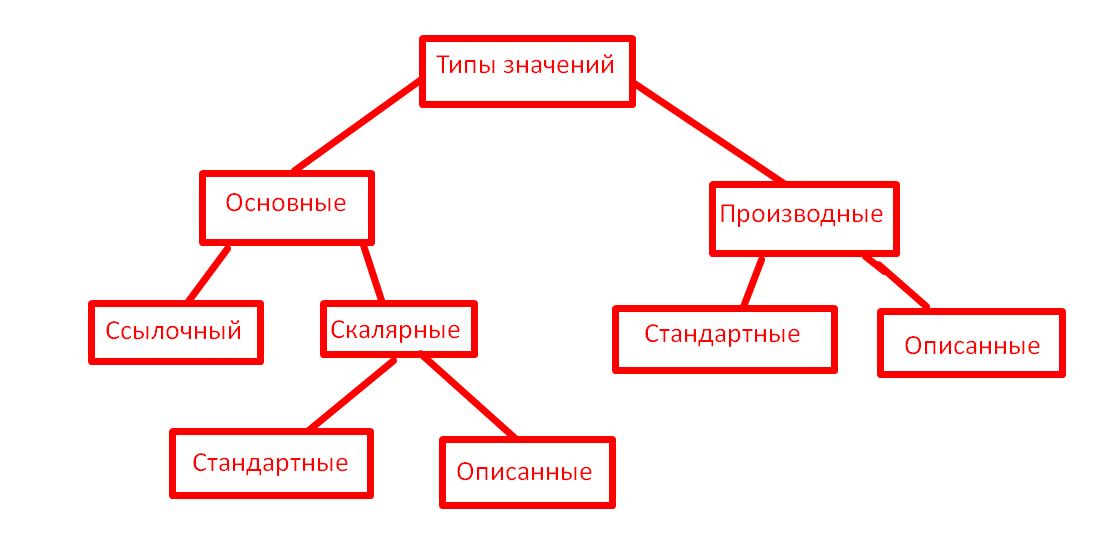 Типы значений
Основные
Производные
Ссылочный
Скалярные
Стандартные
Описанные
Стандартные
Описанные